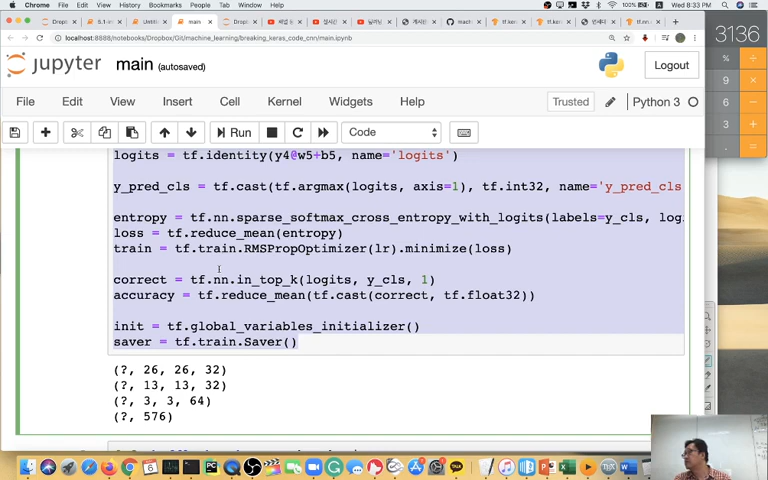 Chrome File Edit View History Bookmarks People Window Help 100% Wed 8:33 PM
main
localhost:8888/notebooks/Dropbox/Git/machine_learning/breaking_keras_code_cnn/main.ipynb
3136
jupyter main (autosaved)
Logout
%
9
6
3
File Edit View Insert Cell Kernel Widgets Help
Trusted
Python 3
Run
Code
logits = tf.identity(y4@w5+b5, name='logits')
y_pred_cls = tf.cast(tf.argmax(logits, axis=1), tf.int32, name='y_pred_cls
entropy = tf.nn.sparse_softmax_cross_entropy_with_logits(labels=y_cls, log
loss = tf.reduce_mean(entropy)
train = tf.train.RMSPropOptimizer(lr).minimize(loss)
correct = tf.nn.in_top_k(logits, y_cls, 1)
accuracy = tf.reduce_mean(tf.cast(correct, tf.float32))
init = tf.global_variables_initializer()
saver = tf.train.Saver()
(?, 26, 26, 32)
(?, 13, 13, 32)
(?, 3, 3, 64)
(?, 576)